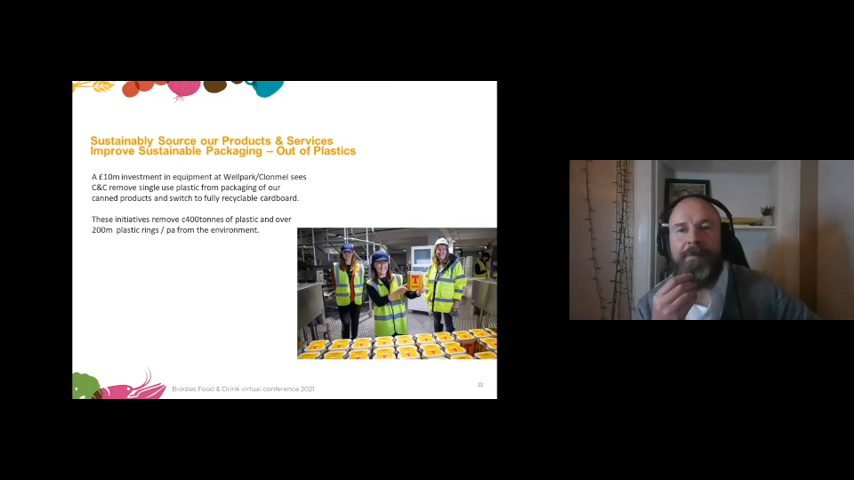 Sustainably Source our Products & Services
Improve Sustainable Packaging – Out of Plastics
A £10m investment in equipment at Wellpark/Clonmel sees
C&C remove single use plastic from packaging of our
canned products and switch to fully recyclable cardboard.
These initiatives remove c400tonnes of plastic and over
200m plastic rings / pa from the environment.
Brodies Food & Drink virtual conference 2021
22